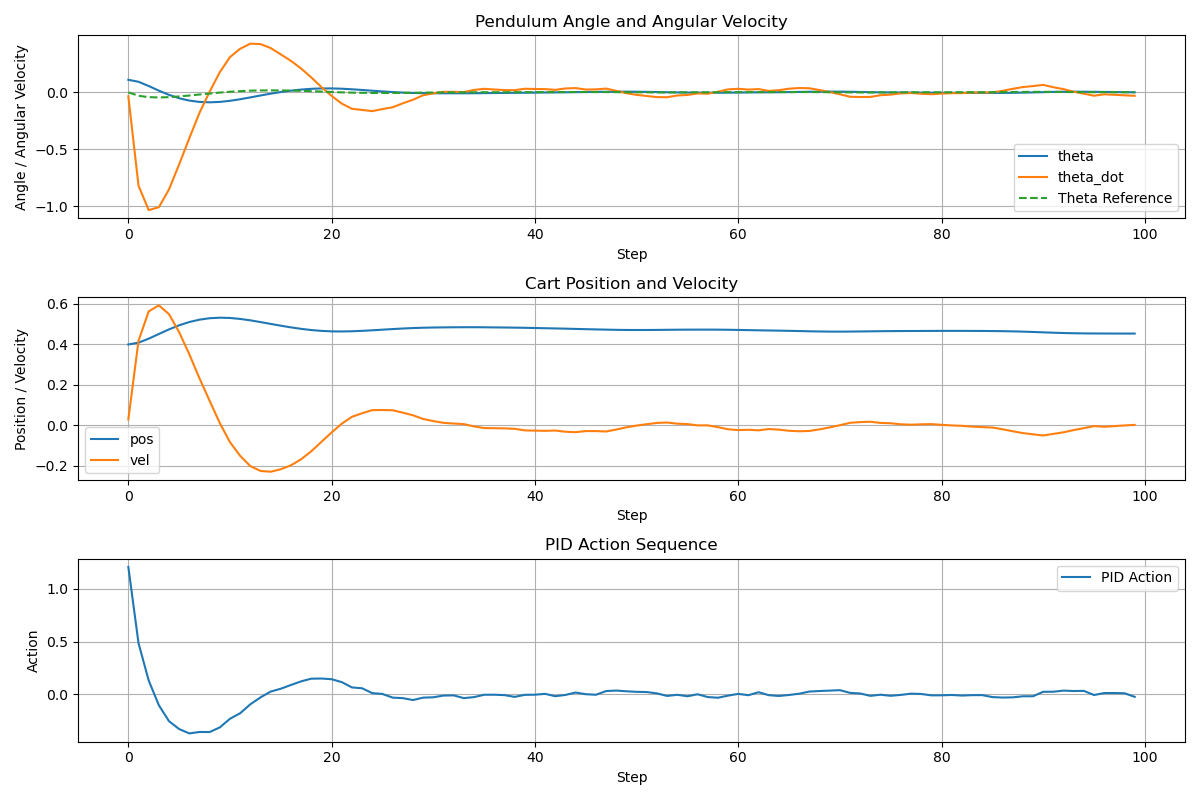 Pendulum Angle and Angular Velocity
Angle / Angular Velocity
0.0
−0.5
−1.0
theta
theta_dot
Theta Reference
0 20 40 60 80 100
Step
Cart Position and Velocity
Position / Velocity
0.6
0.4
0.2
0.0
−0.2
pos
vel
0 20 40 60 80 100
Step
PID Action Sequence
Action
1.0
0.5
0.0
PID Action
0 20 40 60 80 100
Step